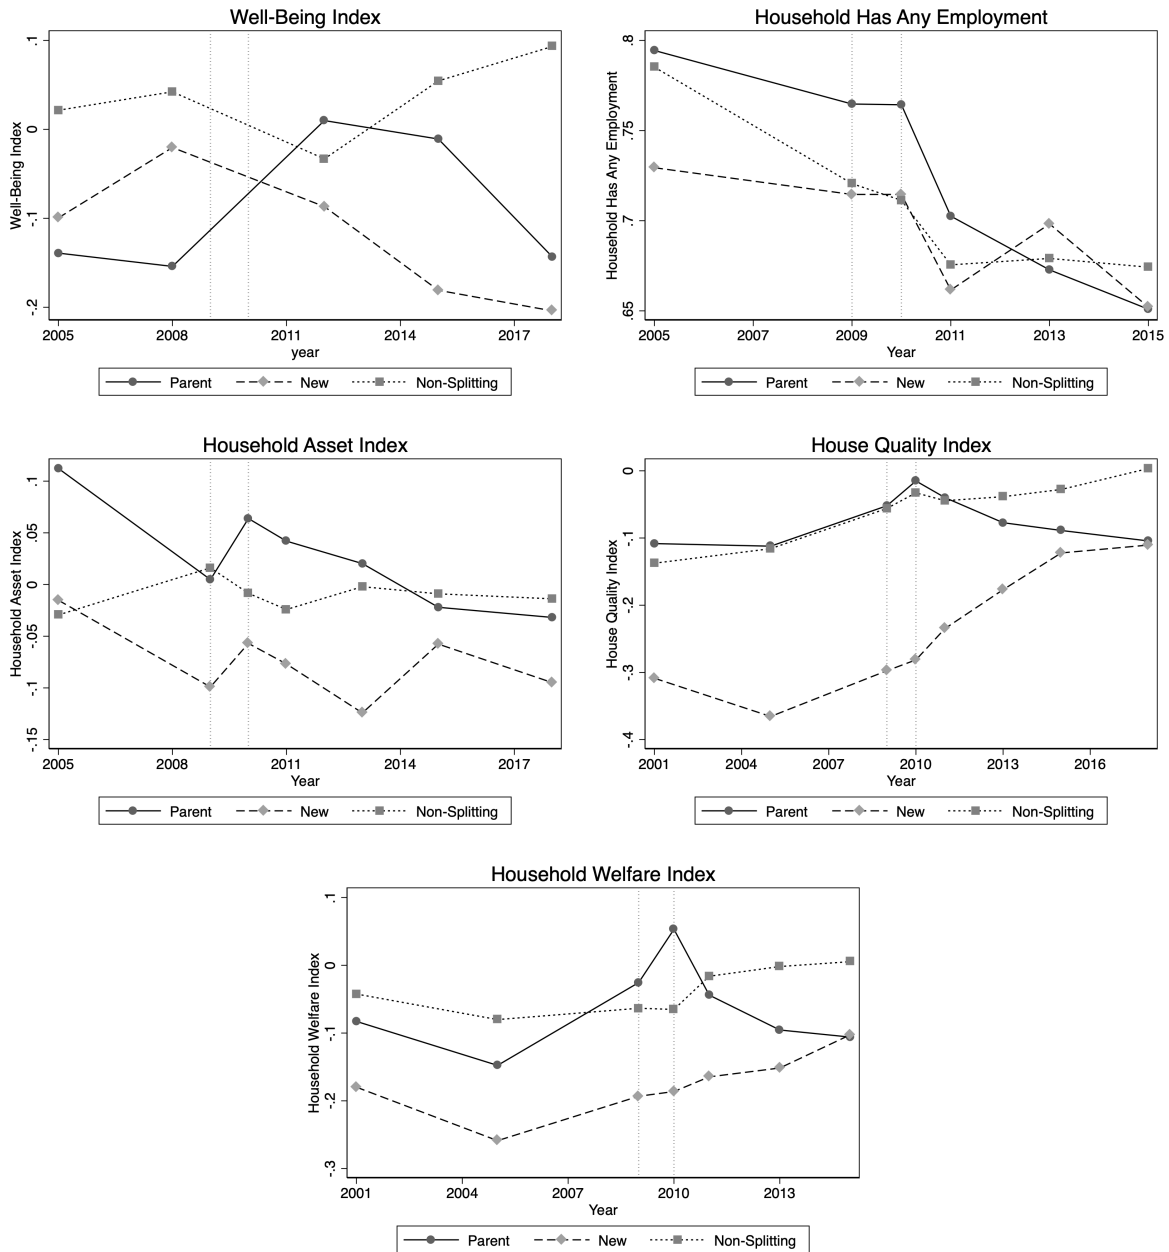 Well-Being Index
Well-Being Index
.1
0
-.1
-.2
2005 2008 2011 2014 2017
year
Parent New Non-Splitting
Household Has Any Employment
Household Has Any Employment
.8
.75
.7
.65
2005 2007 2009 2011 2013 2015
Year
Parent New Non-Splitting
Household Asset Index
Household Asset Index
.1
.05
0
-.05
-.1
-.15
2005 2008 2011 2014 2017
Year
Parent New Non-Splitting
House Quality Index
House Quality Index
0
-.1
-.2
-.3
-.4
2001 2004 2007 2010 2013 2016
Year
Parent New Non-Splitting
Household Welfare Index
Household Welfare Index
.1
0
-.1
-.2
-.3
2001 2004 2007 2010 2013
Year
Parent New Non-Splitting